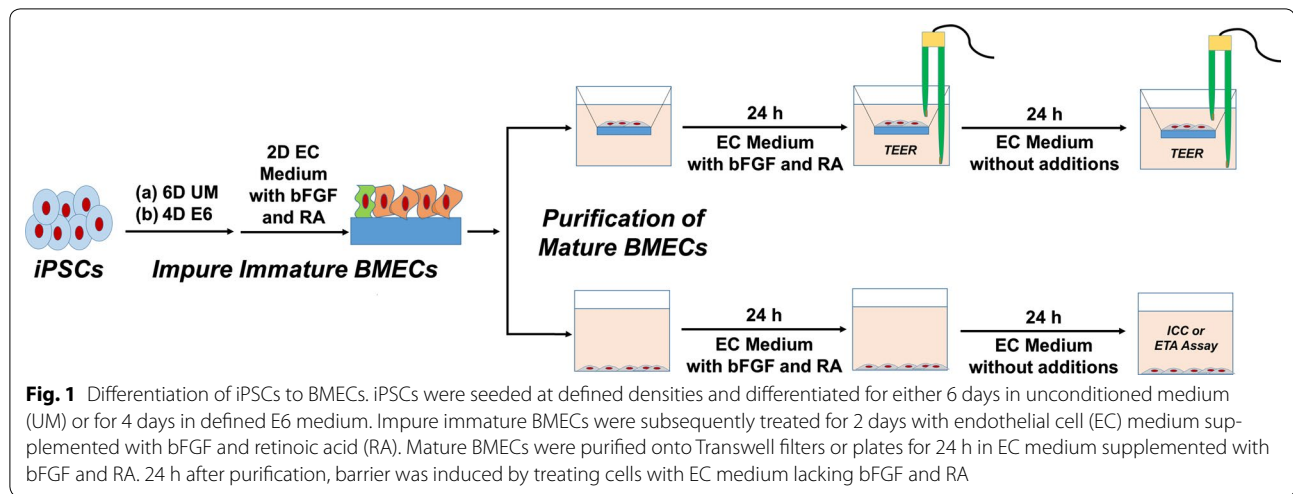 iPSCs
(a) 6D UM
(b) 4D E6
2D EC
Medium
with bFGF
and RA
Impure Immature BMECs
Purification of
Mature BMECs
24 h
EC Medium
with bFGF and RA
TEER
24 h
EC Medium
without additions
TEER
24 h
EC Medium
with bFGF and RA
24 h
EC Medium
without additions
ICC or
ETA Assay
Fig. 1 Differentiation of iPSCs to BMECs. iPSCs were seeded at defined densities and differentiated for either 6 days in unconditioned medium
(UM) or for 4 days in defined E6 medium. Impure immature BMECs were subsequently treated for 2 days with endothelial cell (EC) medium sup-
plemented with bFGF and retinoic acid (RA). Mature BMECs were purified onto Transwell filters or plates for 24 h in EC medium supplemented with
bFGF and RA. 24 h after purification, barrier was induced by treating cells with EC medium lacking bFGF and RA